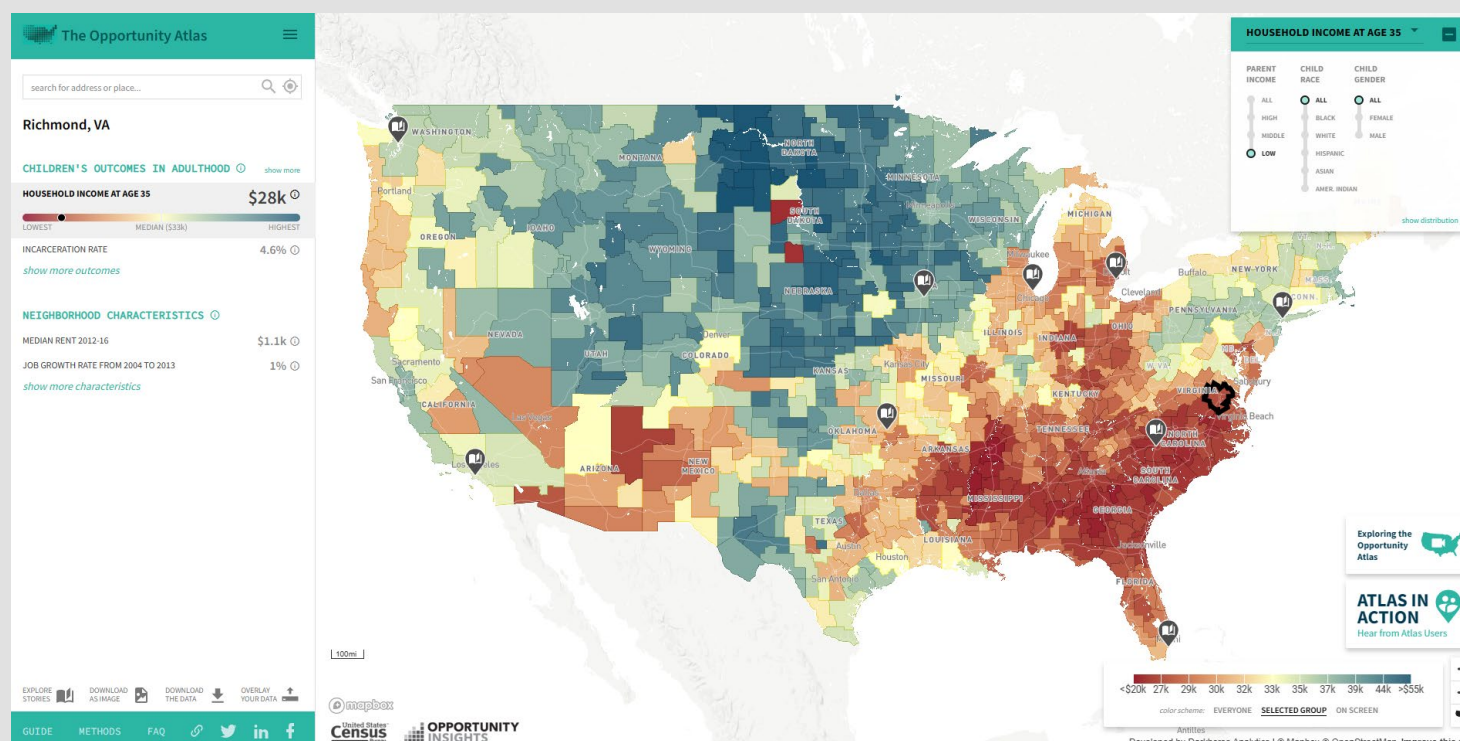 The Opportunity Atlas
search for address or place...
Richmond, VA
CHILDREN'S OUTCOMES IN ADULTHOOD
show more
HOUSEHOLD INCOME AT AGE 35
$28k
LOWEST
MEDIAN ($33k)
HIGHEST
INCARCERATION RATE
4.6%
show more outcomes
NEIGHBORHOOD CHARACTERISTICS
MEDIAN RENT 2012-16
$1.1k
JOB GROWTH RATE FROM 2004 TO 2013
1%
show more characteristics
EXPLORE STORIES
DOWNLOAD AS IMAGE
DOWNLOAD THE DATA
OVERLAY YOUR DATA
GUIDE
METHODS
FAQ
WASHINGTON
Portland
OREGON
IDAHO
MONTANA
NORTH DAKOTA
SOUTH DAKOTA
MINNESOTA
Minneapolis
WISCONSIN
MICHIGAN
WYOMING
NEBRASKA
Chicago
Cleveland
Buffalo
NEW YORK
MASS.
CONN.
PENNSYLVANIA
OHIO
INDIANA
ILLINOIS
NEVADA
UTAH
Denver
COLORADO
KANSAS
Kansas City
MISSOURI
KENTUCKY
W.VA.
VIRGINIA
Salisbury
Virginia Beach
Sacramento
San Francisco
CALIFORNIA
Las Vegas
Los Angeles
ARIZONA
NEW MEXICO
OKLAHOMA
ARKANSAS
TENNESSEE
NORTH CAROLINA
SOUTH CAROLINA
Atlanta
MISSISSIPPI
GEORGIA
Dallas
TEXAS
Austin
Houston
San Antonio
LOUISIANA
Jacksonville
FLORIDA
Miami
HOUSEHOLD INCOME AT AGE 35
PARENT INCOME
ALL
HIGH
MIDDLE
LOW
CHILD RACE
ALL
BLACK
WHITE
HISPANIC
ASIAN
AMER. INDIAN
CHILD GENDER
ALL
FEMALE
MALE
show distribution
Exploring the
Opportunity
Atlas
ATLAS IN
ACTION
Hear from Atlas Users
<$20k 27k 29k 30k 32k 33k 35k 37k 39k 44k >$55k
color scheme: EVERYONE SELECTED GROUP ON SCREEN
Antilles
100mi
mapbox
United States®
Census
OPPORTUNITY
INSIGHTS